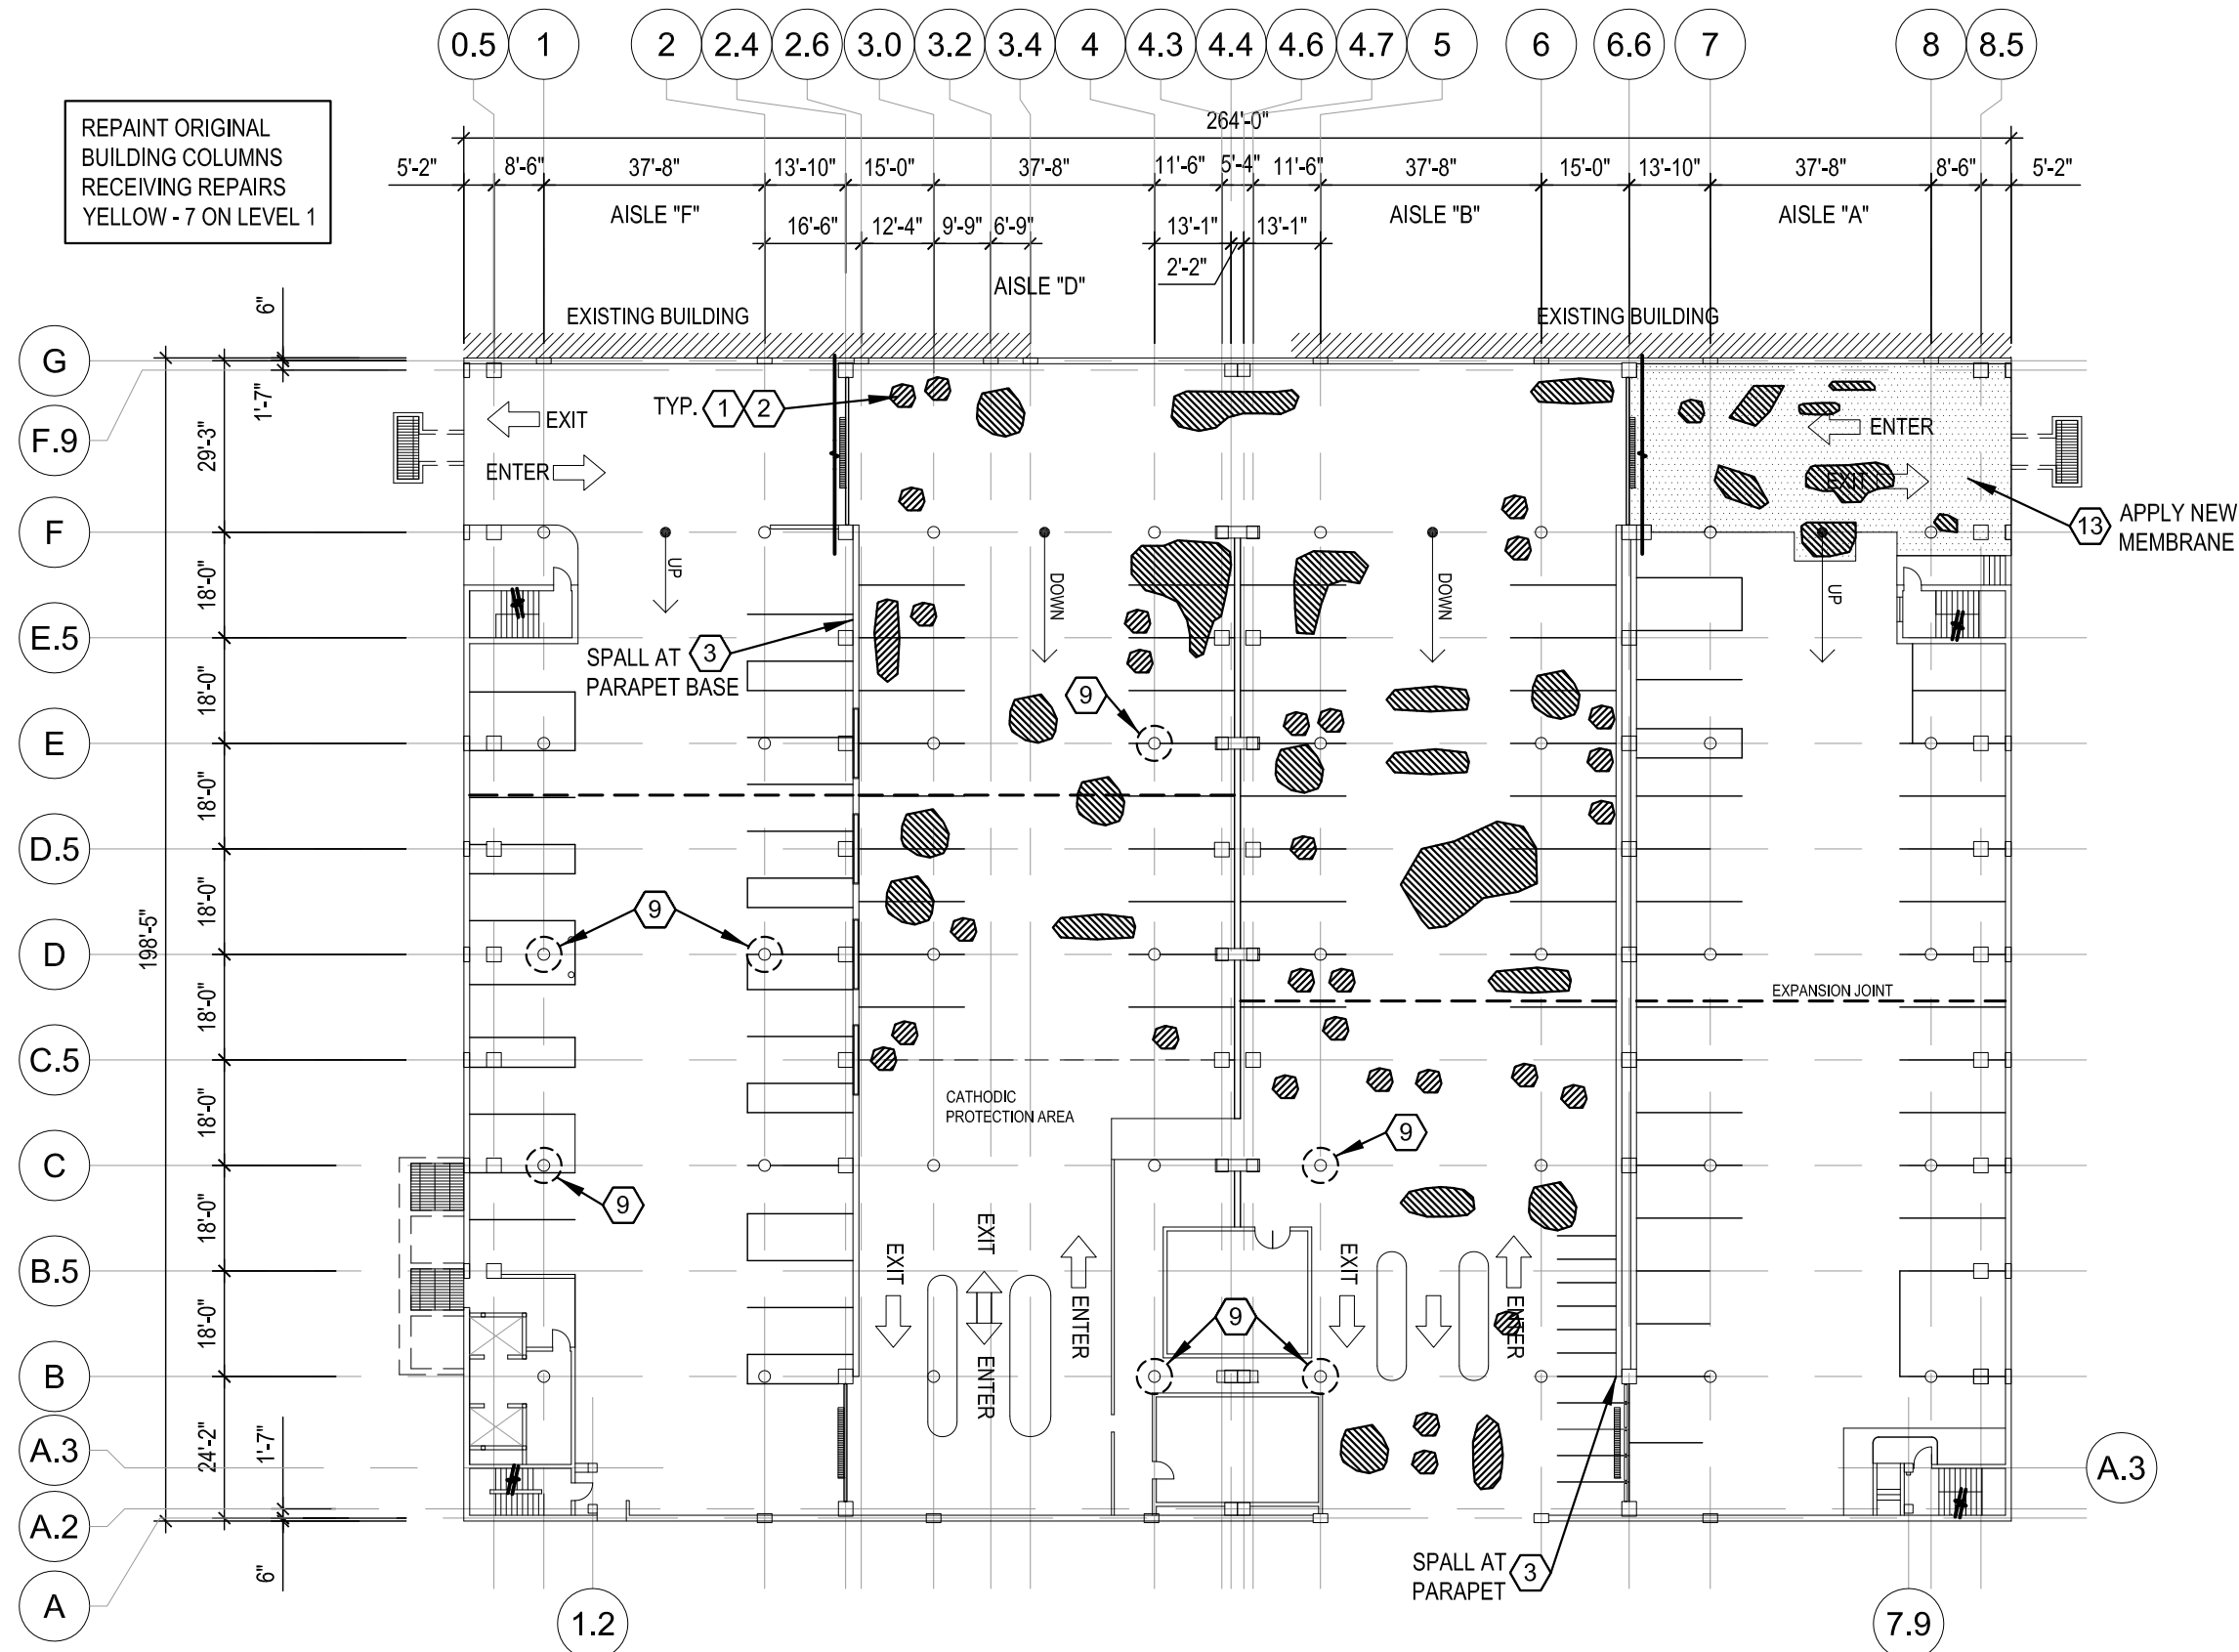 0.5 1 2 2.4 2.6 3.0 3.2 3.4 4 4.3 4.4 4.6 4.7 5 6 6.6 7 8 8.5
REPAINT ORIGINAL
BUILDING COLUMNS
RECEIVING REPAIRS
YELLOW - 7 ON LEVEL 1
264'-0"
5'-2" 8'-6" 37'-8" 13'-10" 15'-0" 37'-8" 11'-6" 5'-4" 11'-6" 37'-8" 15'-0" 13'-10" 37'-8" 8'-6" 5'-2"
AISLE "F"
AISLE "B"
AISLE "A"
16'-6" 12'-4" 9'-9" 6'-9" 13'-1" 13'-1"
2'-2"
AISLE "D"
EXISTING BUILDING
EXISTING BUILDING
6"
G
1'-7"
F.9
29'-3"
TYP. 1 2
EXIT
ENTER
ENTER
EXIT
13 APPLY NEW
MEMBRANE
F
UP
DOWN
DOWN
UP
18'-0"
E.5
SPALL AT 3
PARAPET BASE
18'-0"
9
E
18'-0"
D.5
18'-0"
9
D
198'-5"
EXPANSION JOINT
18'-0"
C.5
CATHODIC
PROTECTION AREA
18'-0"
9
C
9
18'-0"
EXIT
EXIT
EXIT
B.5
ENTER
ENTER
18'-0"
9
B
ENTER
24'-2"
1'-7"
A.3
A.3
A.2
6"
SPALL AT 3
PARAPET
A
1.2
7.9